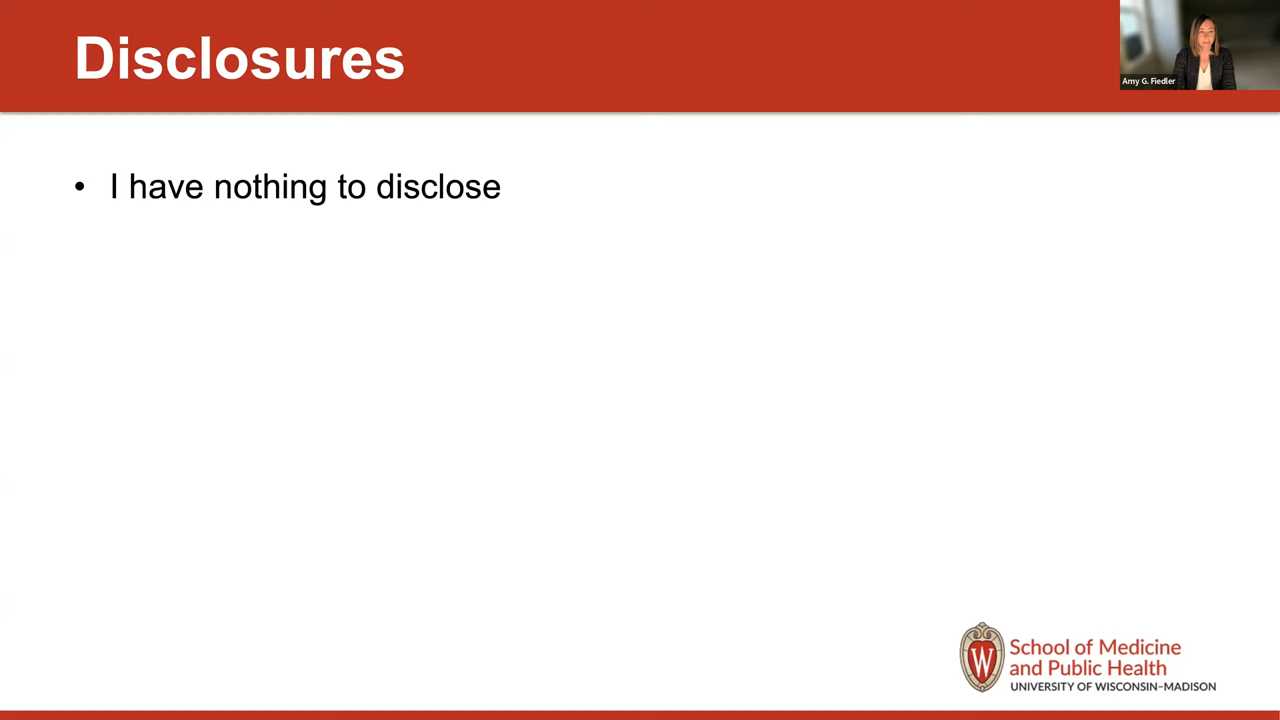 Disclosures
Amy G. Fiedler
• I have nothing to disclose
W
School of Medicine
and Public Health
UNIVERSITY OF WISCONSIN–MADISON